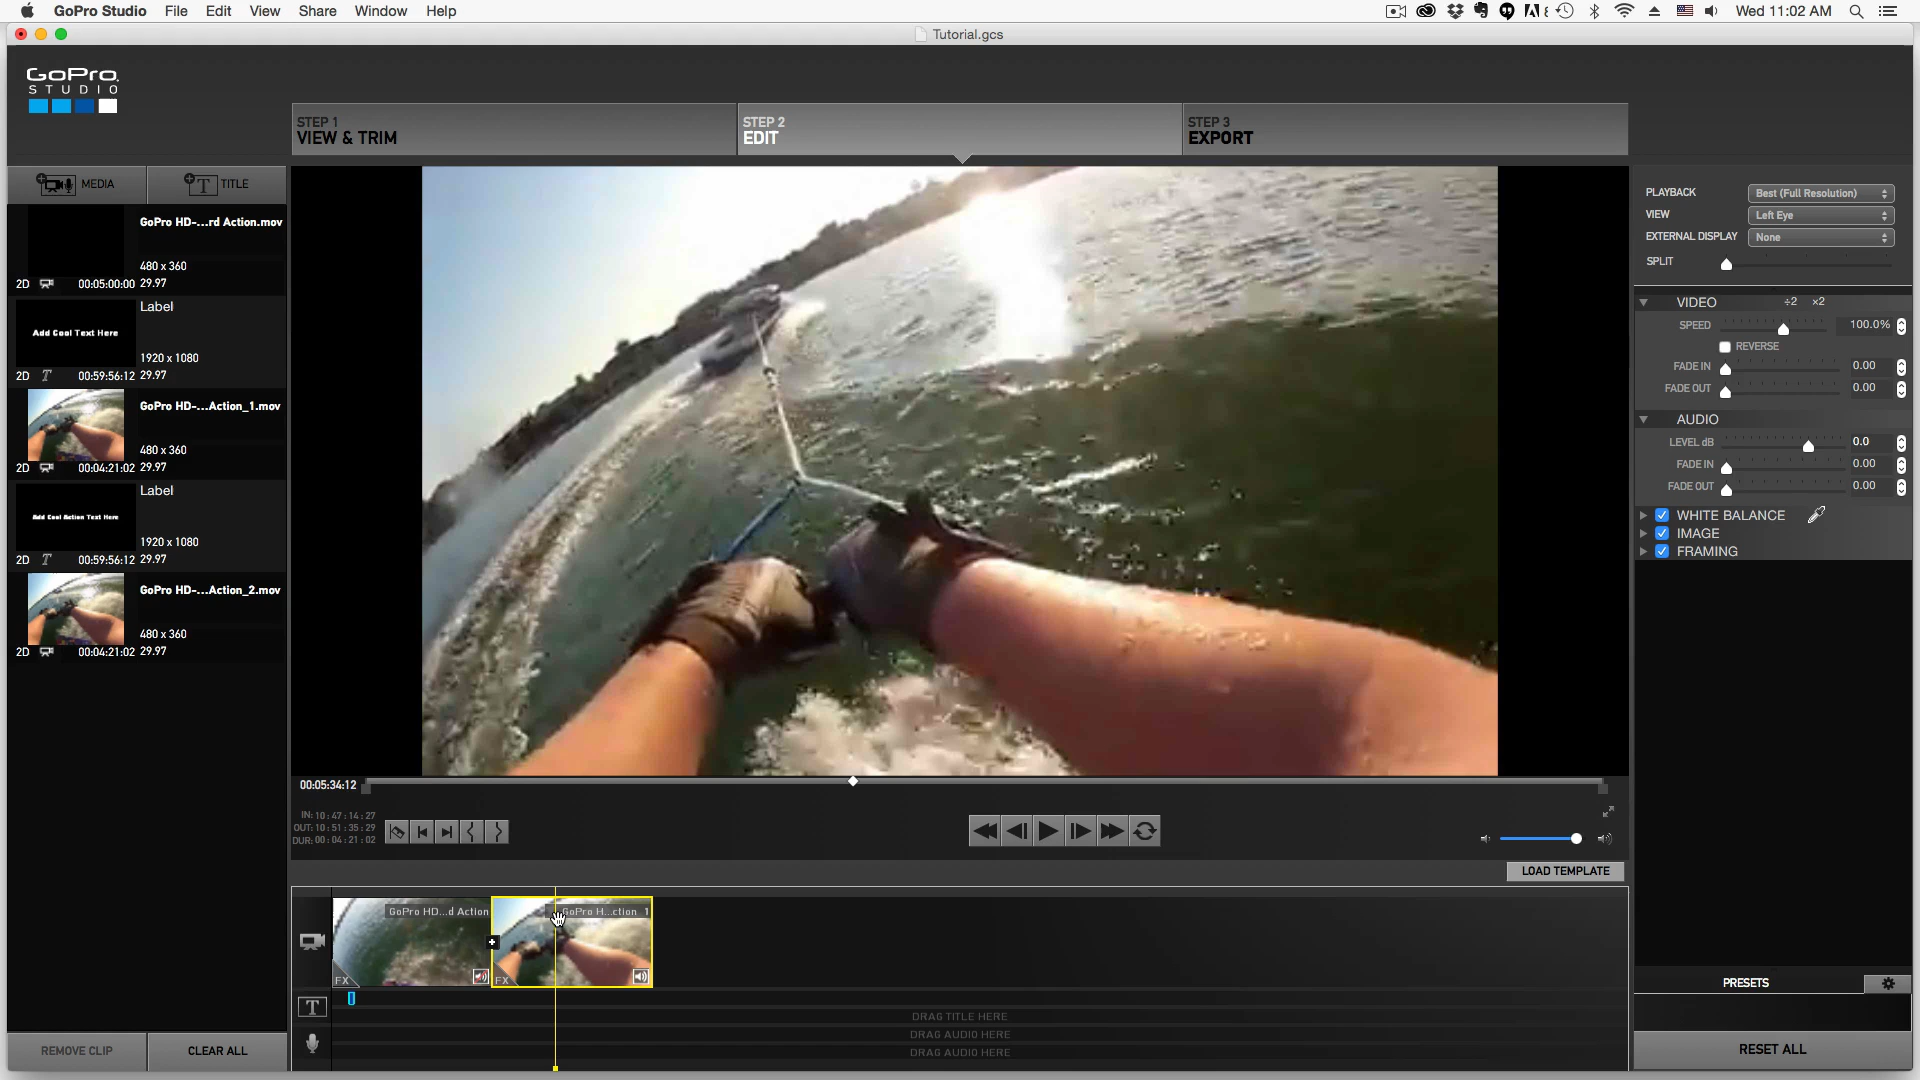 GoPro Studio File Edit View Share Window Help
Wed 11:02 AM
Tutorial.gcs
GoPro
STUDIO
STEP 1
VIEW & TRIM
STEP 2
EDIT
STEP 3
EXPORT
MEDIA
TITLE
GoPro HD-...rd Action.mov
480 x 360
2D 00:05:00:00 29.97
Label
Add Cool Text Here
1920 x 1080
2D T 00:59:56:12 29.97
GoPro HD-...Action_1.mov
480 x 360
2D 00:04:21:02 29.97
Label
Add Cool Action Text Here
1920 x 1080
2D T 00:59:56:12 29.97
GoPro HD-...Action_2.mov
480 x 360
2D 00:04:21:02 29.97
REMOVE CLIP
CLEAR ALL
00:05:34:12
IN: 10:47:14:27
OUT: 10:51:35:29
DUR: 00:04:21:02
LOAD TEMPLATE
GoPro HD...d Action
GoPro H...ction_1
FX
FX
T
DRAG TITLE HERE
DRAG AUDIO HERE
DRAG AUDIO HERE
PLAYBACK Best (Full Resolution)
VIEW Left Eye
EXTERNAL DISPLAY None
SPLIT
VIDEO ÷2 x2
SPEED 100.0%
REVERSE
FADE IN 0.00
FADE OUT 0.00
AUDIO
LEVEL dB 0.0
FADE IN 0.00
FADE OUT 0.00
WHITE BALANCE
IMAGE
FRAMING
PRESETS
RESET ALL